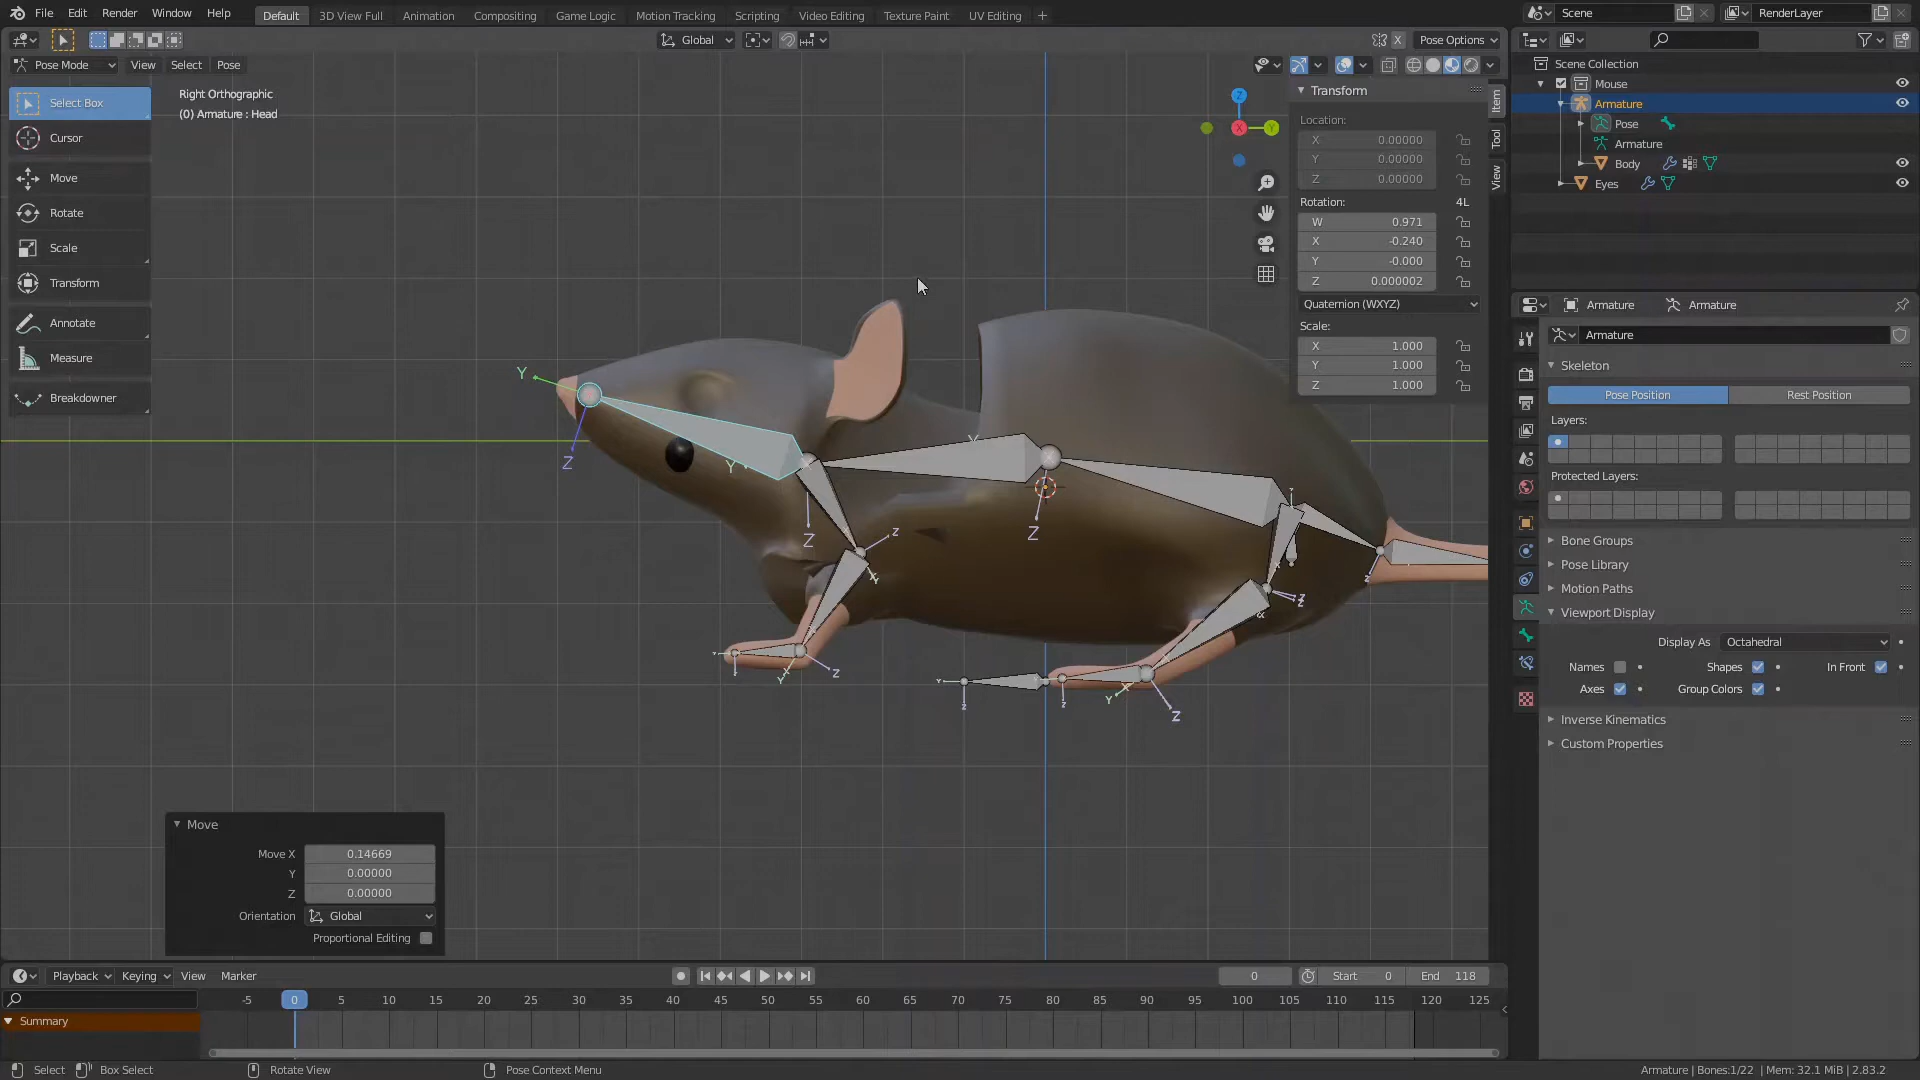 File Edit Render Window Help Default 3D View Full Animation Compositing Game Logic Motion Tracking Scripting Video Editing Texture Paint UV Editing + Scene RenderLayer
Global X Pose Options
Pose Mode View Select Pose
Right Orthographic
(0) Armature : Head
Select Box
Cursor
Move
Rotate
Scale
Transform
Annotate
Measure
Breakdowner
Z
X
Y
Transform
Location:
X 0.00000
Y 0.00000
Z 0.00000
Rotation: 4L
W 0.971
X -0.240
Y -0.000
Z 0.000002
Quaternion (WXYZ)
Scale:
X 1.000
Y 1.000
Z 1.000
Item
Tool
View
Scene Collection
Mouse
Armature
Pose
Armature
Body
Eyes
Armature Armature
Armature
Skeleton
Pose Position Rest Position
Layers:
Protected Layers:
Bone Groups
Pose Library
Motion Paths
Viewport Display
Display As Octahedral
Names Shapes In Front
Axes Group Colors
Inverse Kinematics
Custom Properties
Y
Z
Y
Z
Z
Z
Z
Z
Y
Z
Move
Move X 0.14669
Y 0.00000
Z 0.00000
Orientation Global
Proportional Editing
Playback Keying View Marker 0 Start 0 End 118
-5 0 5 10 15 20 25 30 35 40 45 50 55 60 65 70 75 80 85 90 95 100 105 110 115 120 125
Summary
Select Box Select Rotate View Pose Context Menu Armature | Bones:1/22 | Mem: 32.1 MiB | 2.83.2